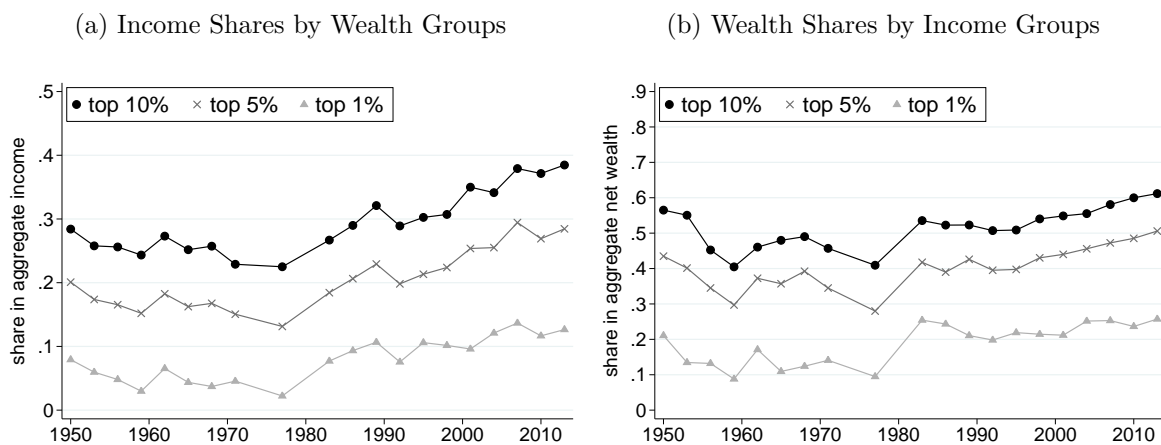 (a) Income Shares by Wealth Groups
share in aggregate income
.5
.4
.3
.2
.1
0
top 10% top 5% top 1%
1950 1960 1970 1980 1990 2000 2010
(b) Wealth Shares by Income Groups
share in aggregate net wealth
.9
.8
.7
.6
.5
.4
.3
.2
.1
0
top 10% top 5% top 1%
1950 1960 1970 1980 1990 2000 2010